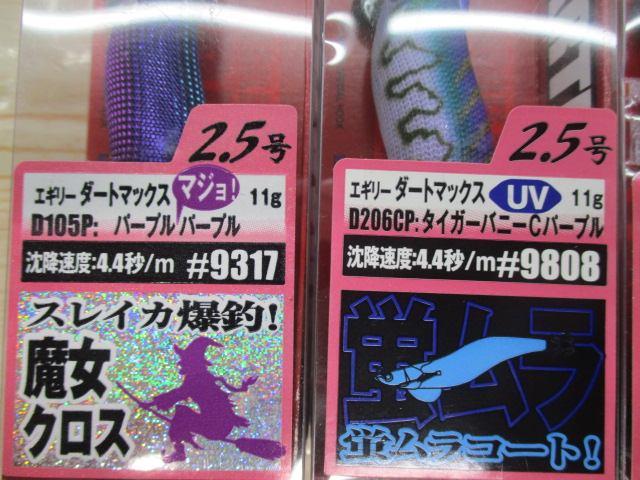 2.5号
エギリー ダートマックス マジョ! 11g
D105P: パープル/パープル
沈降速度:4.4秒/m #9317
スレイカ爆釣!
魔女
クロス
2.5号
エギリー ダートマックス UV 11g
D206CP:タイガーバニーCパープル
沈降速度:4.4秒/m #9808
蛍ムラ
蛍ムラコート!